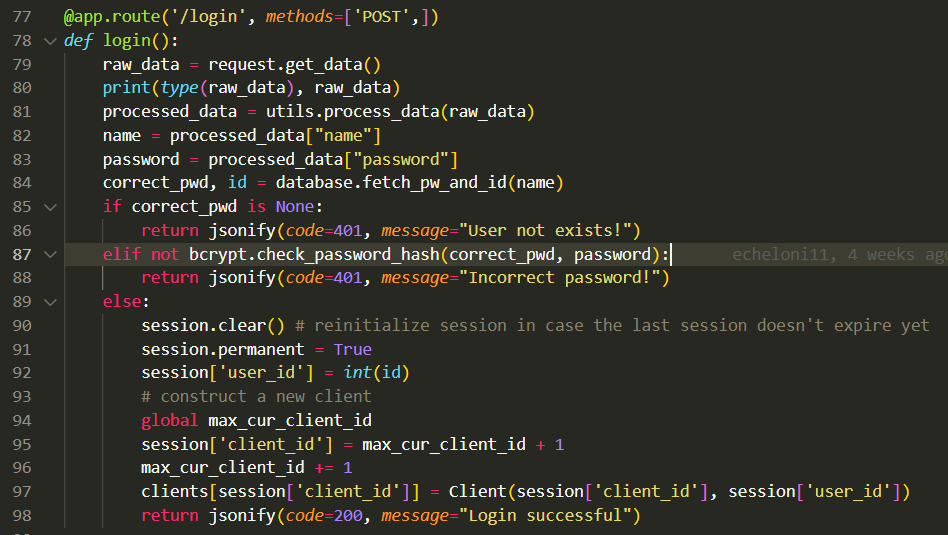 77 @app.route('/login', methods=['POST',])
78 def login():
79 raw_data = request.get_data()
80 print(type(raw_data), raw_data)
81 processed_data = utils.process_data(raw_data)
82 name = processed_data["name"]
83 password = processed_data["password"]
84 correct_pwd, id = database.fetch_pw_and_id(name)
85 if correct_pwd is None:
86 return jsonify(code=401, message="User not exists!")
87 elif not bcrypt.check_password_hash(correct_pwd, password): echeloni11, 4 weeks ago
88 return jsonify(code=401, message="Incorrect password!")
89 else:
90 session.clear() # reinitialize session in case the last session doesn't expire yet
91 session.permanent = True
92 session['user_id'] = int(id)
93 # construct a new client
94 global max_cur_client_id
95 session['client_id'] = max_cur_client_id + 1
96 max_cur_client_id += 1
97 clients[session['client_id']] = Client(session['client_id'], session['user_id'])
98 return jsonify(code=200, message="Login successful")